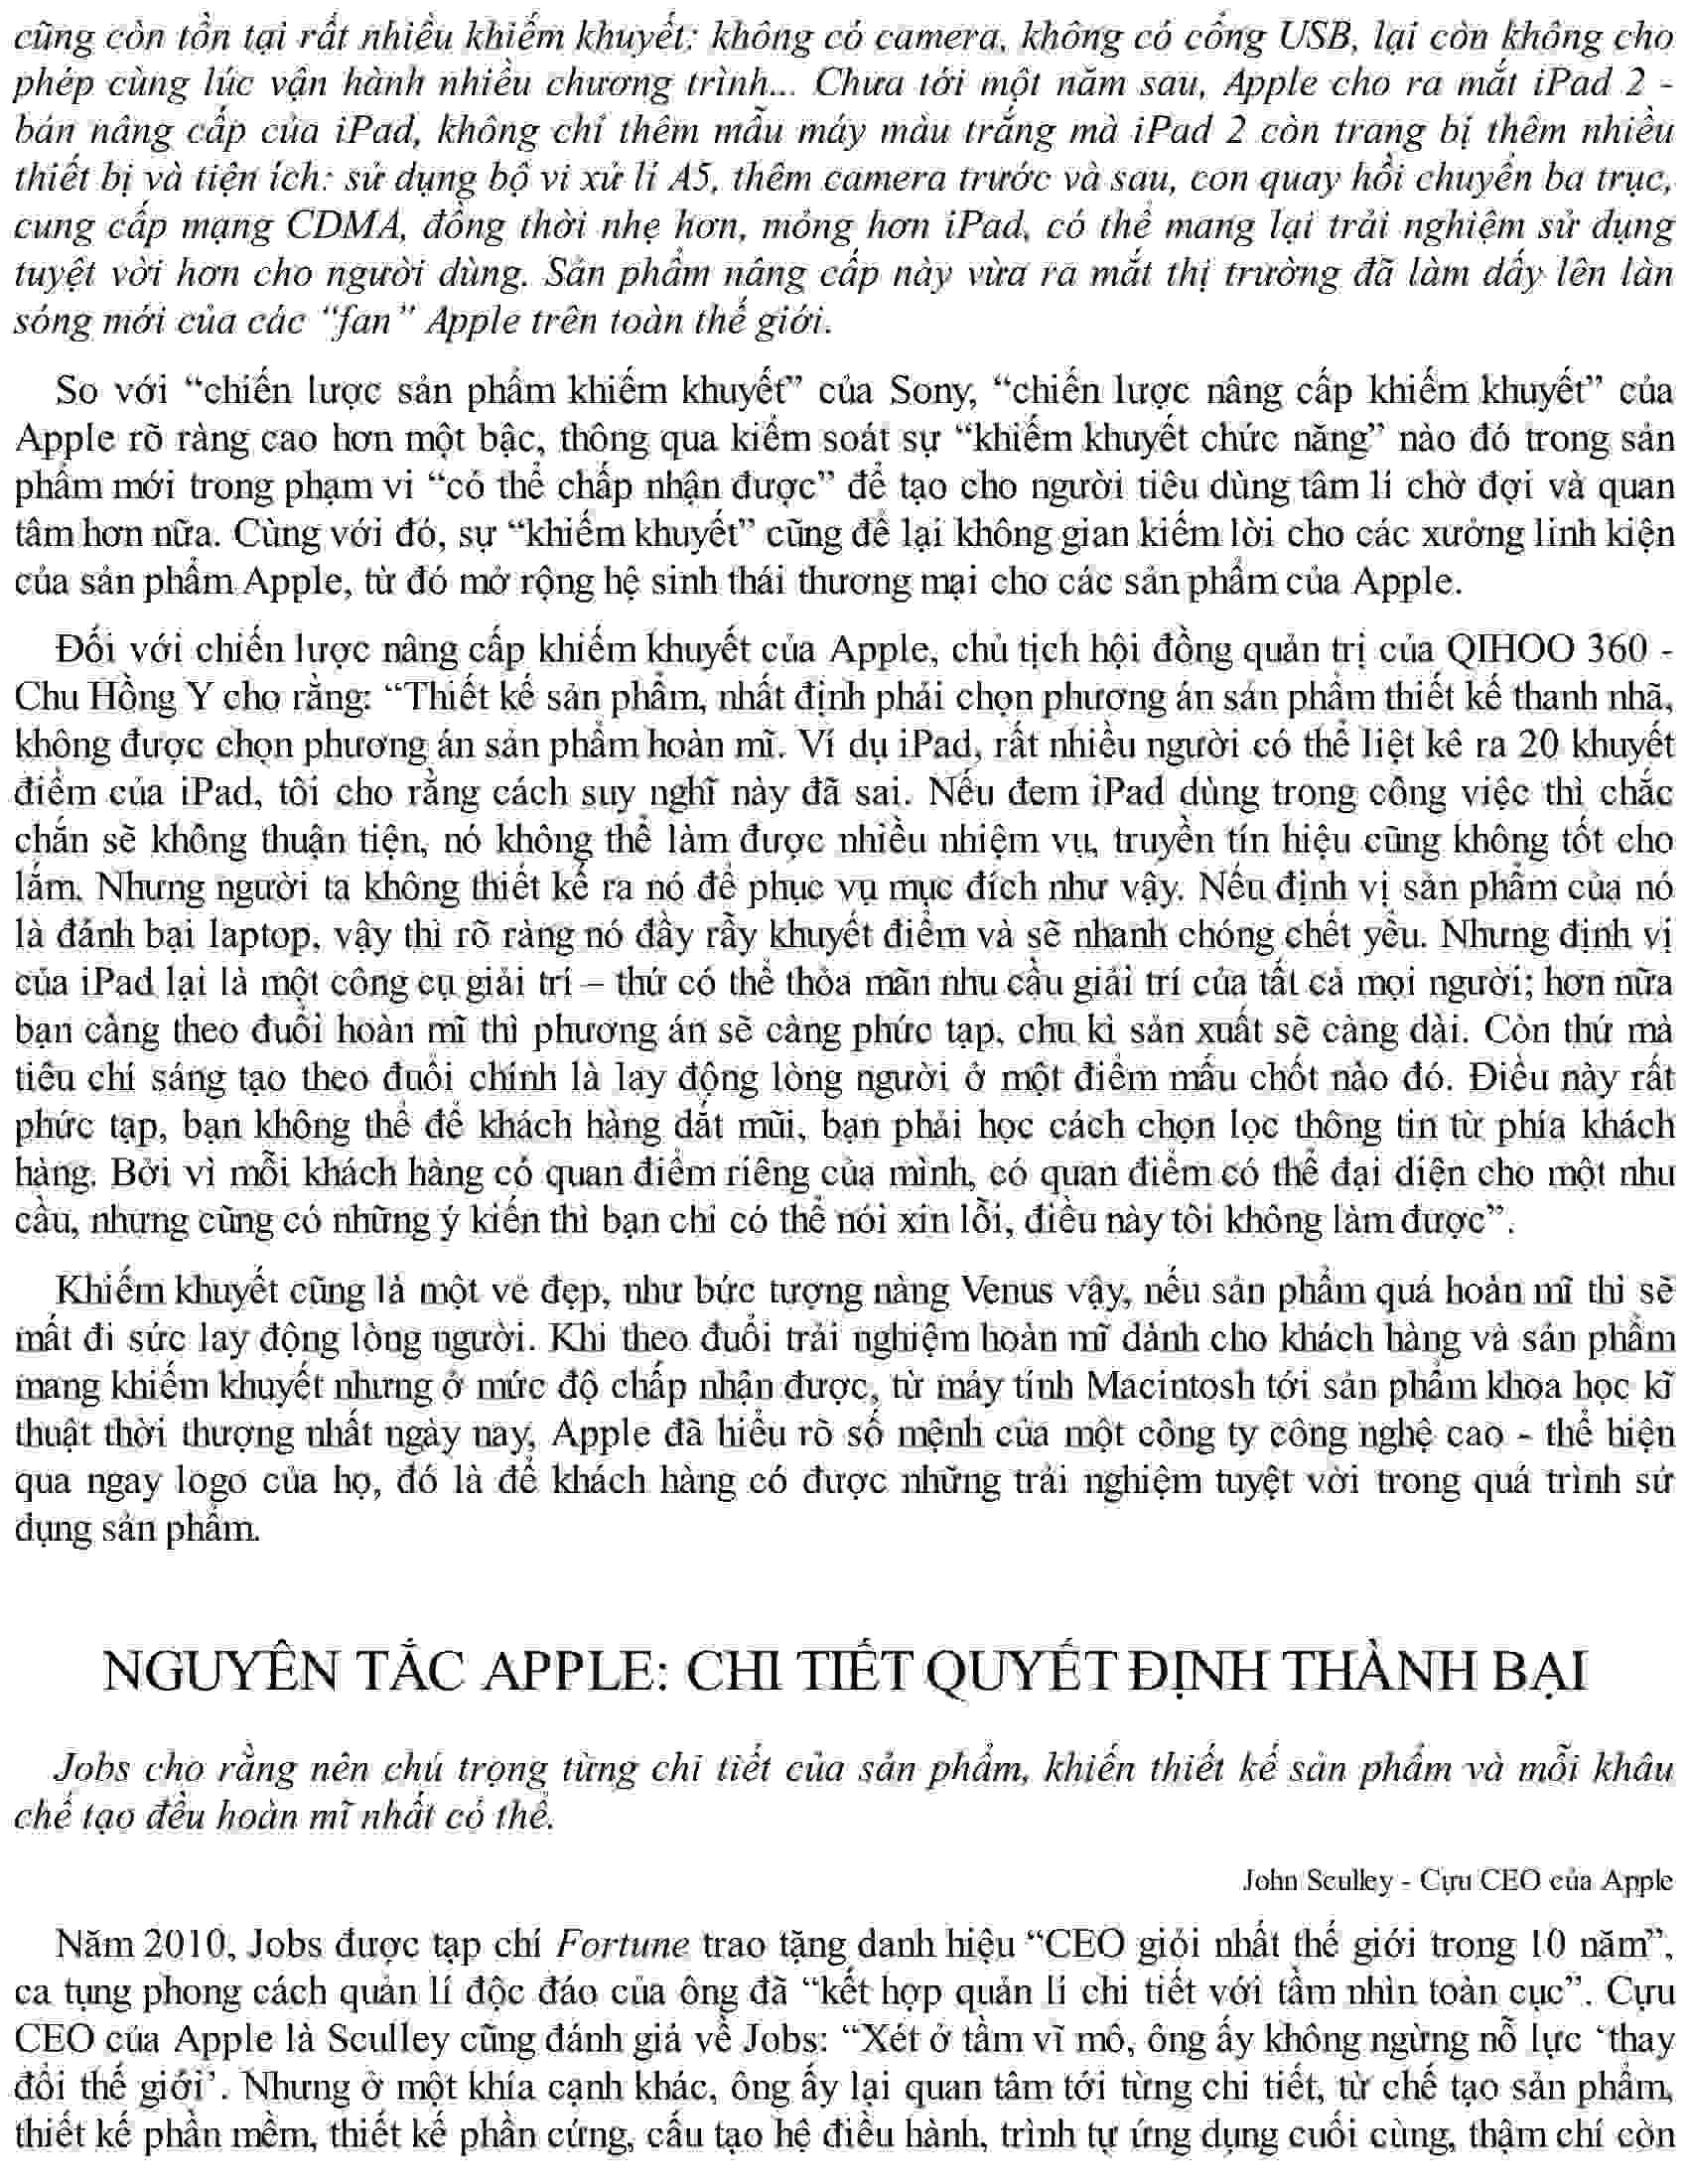 cũng còn tồn tại rất nhiều khiếm khuyết: không có camera, không có cổng USB, lại còn không cho
phép cùng lúc vận hành nhiều chương trình... Chưa tới một năm sau, Apple cho ra mắt iPad 2 -
bản nâng cấp của iPad, không chỉ thêm mẫu máy màu trắng mà iPad 2 còn trang bị thêm nhiều
thiết bị và tiện ích: sử dụng bộ vi xử lí A5, thêm camera trước và sau, con quay hồi chuyển ba trục,
cung cấp mạng CDMA, đồng thời nhẹ hơn, mỏng hơn iPad, có thể mang lại trải nghiệm sử dụng
tuyệt vời hơn cho người dùng. Sản phẩm nâng cấp này vừa ra mắt thị trường đã làm dấy lên làn
sóng mới của các “fan” Apple trên toàn thế giới.
So với “chiến lược sản phẩm khiếm khuyết” của Sony, “chiến lược nâng cấp khiếm khuyết” của
Apple rõ ràng cao hơn một bậc, thông qua kiểm soát sự “khiếm khuyết chức năng” nào đó trong sản
phẩm mới trong phạm vi “có thể chấp nhận được” để tạo cho người tiêu dùng tâm lí chờ đợi và quan
tâm hơn nữa. Cùng với đó, sự “khiếm khuyết” cũng để lại không gian kiếm lời cho các xưởng linh kiện
của sản phẩm Apple, từ đó mở rộng hệ sinh thái thương mại cho các sản phẩm của Apple.
Đối với chiến lược nâng cấp khiếm khuyết của Apple, chủ tịch hội đồng quản trị của QIHOO 360 -
Chu Hồng Y cho rằng: “Thiết kế sản phẩm, nhất định phải chọn phương án sản phẩm thiết kế thanh nhã,
không được chọn phương án sản phẩm hoàn mĩ. Ví dụ iPad, rất nhiều người có thể liệt kê ra 20 khuyết
điểm của iPad, tôi cho rằng cách suy nghĩ này đã sai. Nếu đem iPad dùng trong công việc thì chắc
chắn sẽ không thuận tiện, nó không thể làm được nhiều nhiệm vụ, truyền tín hiệu cũng không tốt cho
lắm. Nhưng người ta không thiết kế ra nó để phục vụ mục đích như vậy. Nếu định vị sản phẩm của nó
là đánh bại laptop, vậy thì rõ ràng nó đầy rẫy khuyết điểm và sẽ nhanh chóng chết yểu. Nhưng định vị
của iPad lại là một công cụ giải trí – thứ có thể thỏa mãn nhu cầu giải trí của tất cả mọi người; hơn nữa
bạn càng theo đuổi hoàn mĩ thì phương án sẽ càng phức tạp, chu kì sản xuất sẽ càng dài. Còn thứ mà
tiêu chí sáng tạo theo đuổi chính là lay động lòng người ở một điểm mấu chốt nào đó. Điều này rất
phức tạp, bạn không thể để khách hàng dắt mũi, bạn phải học cách chọn lọc thông tin từ phía khách
hàng. Bởi vì mỗi khách hàng có quan điểm riêng của mình, có quan điểm có thể đại diện cho một nhu
cầu, nhưng cũng có những ý kiến thì bạn chỉ có thể nói xin lỗi, điều này tôi không làm được”.
Khiếm khuyết cũng là một vẻ đẹp, như bức tượng nàng Venus vậy, nếu sản phẩm quá hoàn mĩ thì sẽ
mất đi sức lay động lòng người. Khi theo đuổi trải nghiệm hoàn mĩ dành cho khách hàng và sản phẩm
mang khiếm khuyết nhưng ở mức độ chấp nhận được, từ máy tính Macintosh tới sản phẩm khoa học kĩ
thuật thời thượng nhất ngày nay, Apple đã hiểu rõ số mệnh của một công ty công nghệ cao - thể hiện
qua ngay logo của họ, đó là để khách hàng có được những trải nghiệm tuyệt vời trong quá trình sử
dụng sản phẩm.
NGUYÊN TẮC APPLE: CHI TIẾT QUYẾT ĐỊNH THÀNH BẠI
Jobs cho rằng nên chú trọng từng chi tiết của sản phẩm, khiến thiết kế sản phẩm và mỗi khâu
chế tạo đều hoàn mĩ nhất có thể.
John Sculley - Cựu CEO của Apple
Năm 2010, Jobs được tạp chí Fortune trao tặng danh hiệu “CEO giỏi nhất thế giới trong 10 năm”,
ca tụng phong cách quản lí độc đáo của ông đã “kết hợp quản lí chi tiết với tầm nhìn toàn cục”. Cựu
CEO của Apple là Sculley cũng đánh giá về Jobs: “Xét ở tầm vĩ mô, ông ấy không ngừng nỗ lực ‘thay
đổi thế giới’. Nhưng ở một khía cạnh khác, ông ấy lại quan tâm tới từng chi tiết, từ chế tạo sản phẩm,
thiết kế phần mềm, thiết kế phần cứng, cấu tạo hệ điều hành, trình tự ứng dụng cuối cùng, thậm chí còn